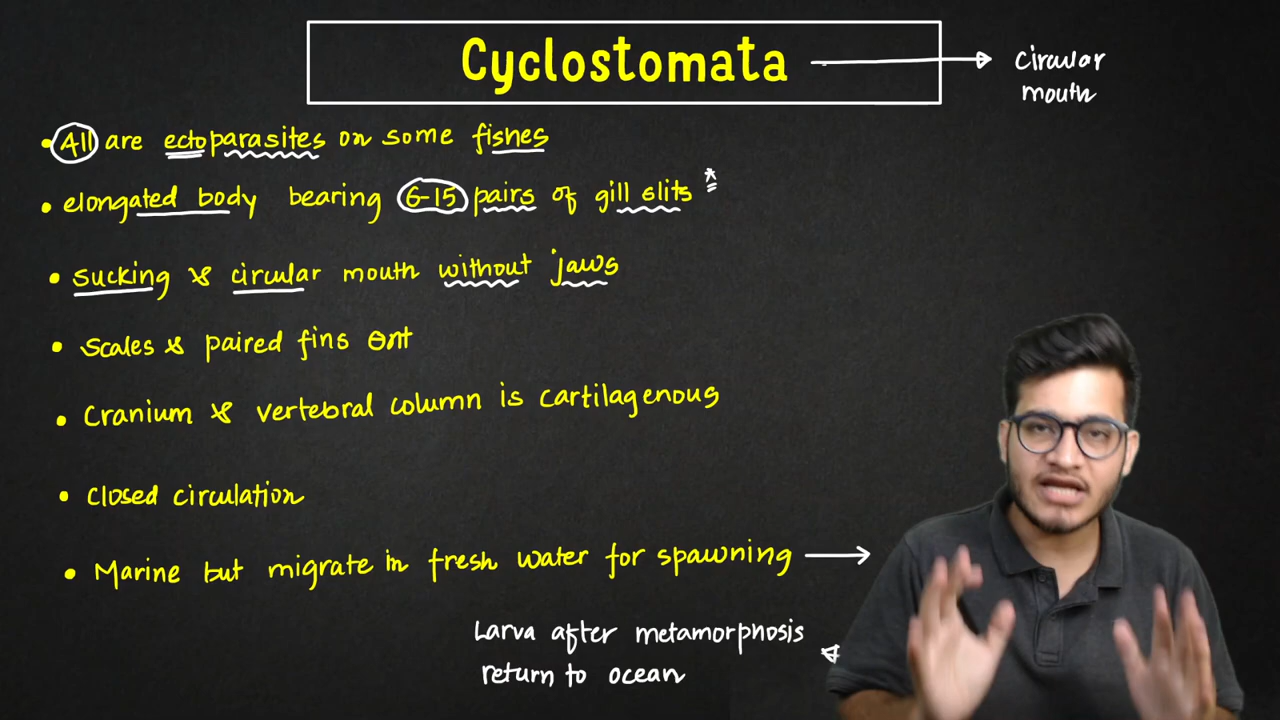 Cyclostomata
circular
mouth
• All are ectoparasites on some fishes
• elongated body bearing 6-15 pairs of gill slits *
• sucking & circular mouth without jaws
• scales & paired fins
• Cranium & vertebral column is cartilagenous
• closed circulation
• Marine but migrate in fresh water for spawning →
Larva after metamorphosis
return to ocean